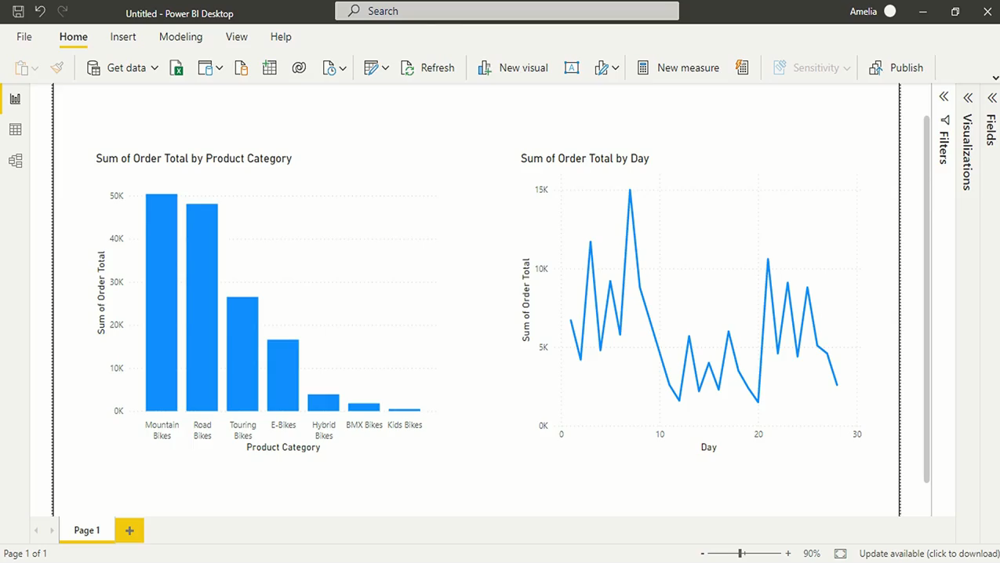 Untitled - Power BI Desktop
Search
Amelia
File Home Insert Modeling View Help
Get data Refresh New visual New measure Sensitivity Publish
Sum of Order Total by Product Category
50K
40K
30K
20K
10K
0K
Sum of Order Total
Mountain Bikes
Road Bikes
Touring Bikes
E-Bikes
Hybrid Bikes
BMX Bikes
Kids Bikes
Product Category
Sum of Order Total by Day
15K
10K
5K
0K
Sum of Order Total
0 10 20 30
Day
Filters
Visualizations
Fields
Page 1
Page 1 of 1
- + 90% Update available (click to download)